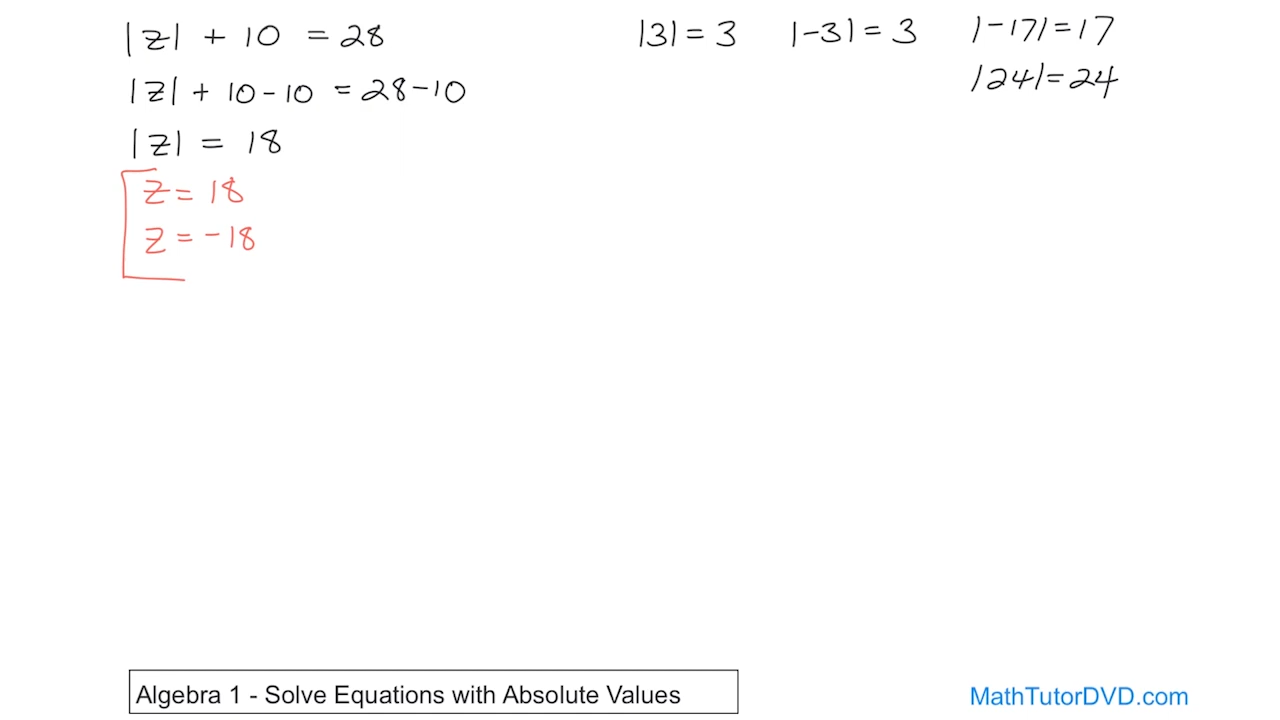 |z| + 10 = 28
|z| + 10 - 10 = 28 - 10
|z| = 18
z = 18
z = -18
|3| = 3 |-3| = 3 |-17| = 17
|24| = 24
Algebra 1 - Solve Equations with Absolute Values
MathTutorDVD.com